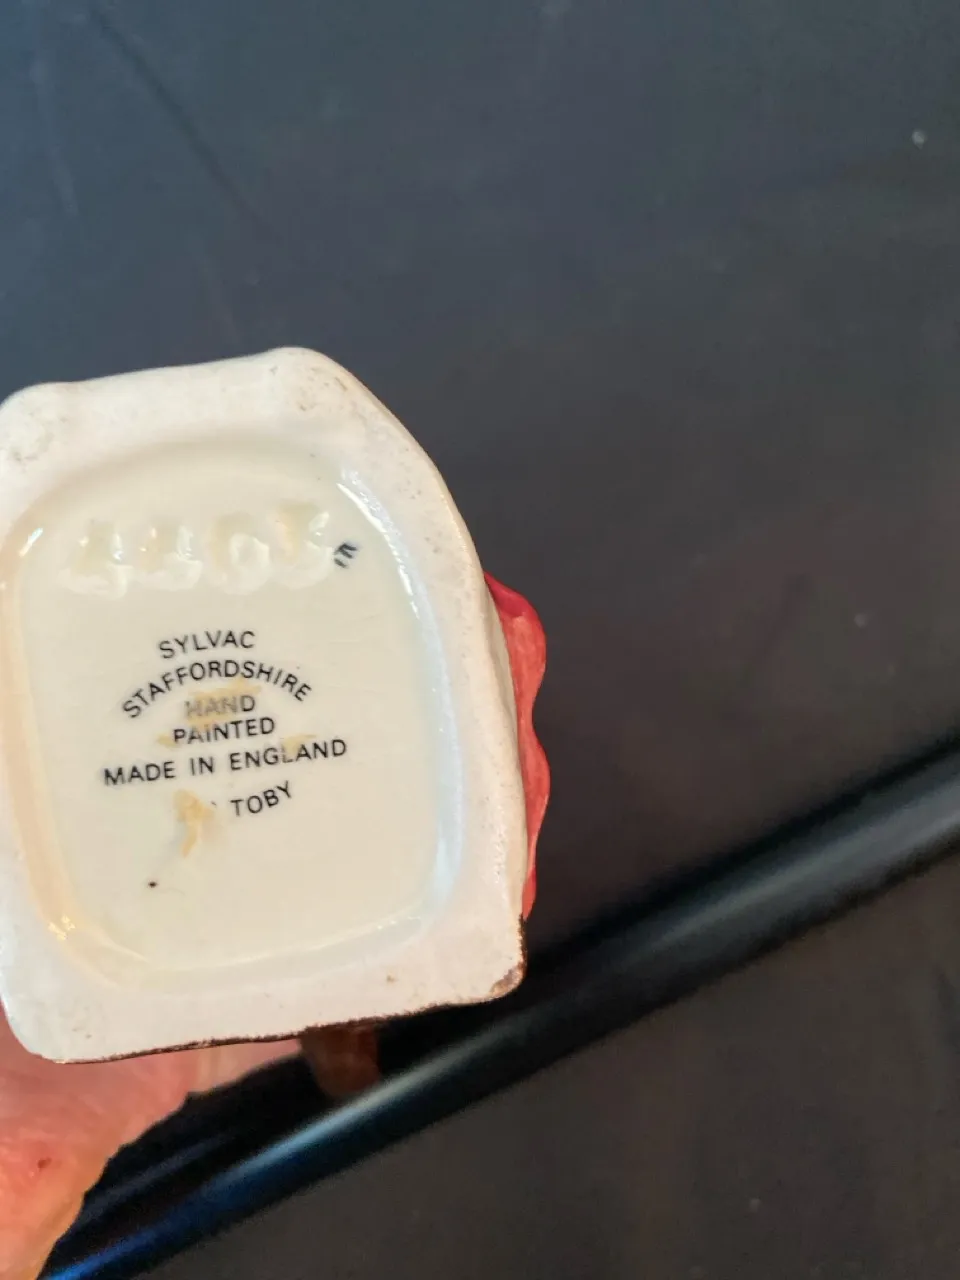 SYLVAC
STAFFORDSHIRE
HAND
PAINTED
MADE IN ENGLAND
TOBY